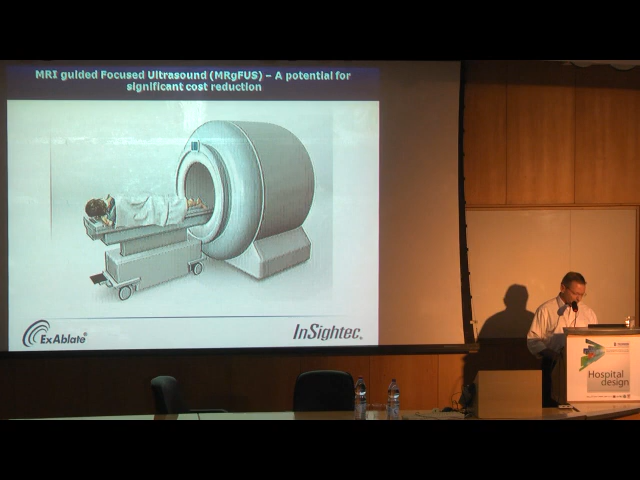 MRI guided Focused Ultrasound (MRgFUS) – A potential for
significant cost reduction
ExAblate®
InSightec®
Hospital
design